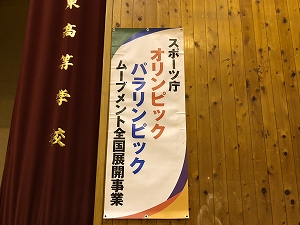 スポーツ庁
オリンピック
パラリンピック
ムーブメント全国展開事業
東高等学校